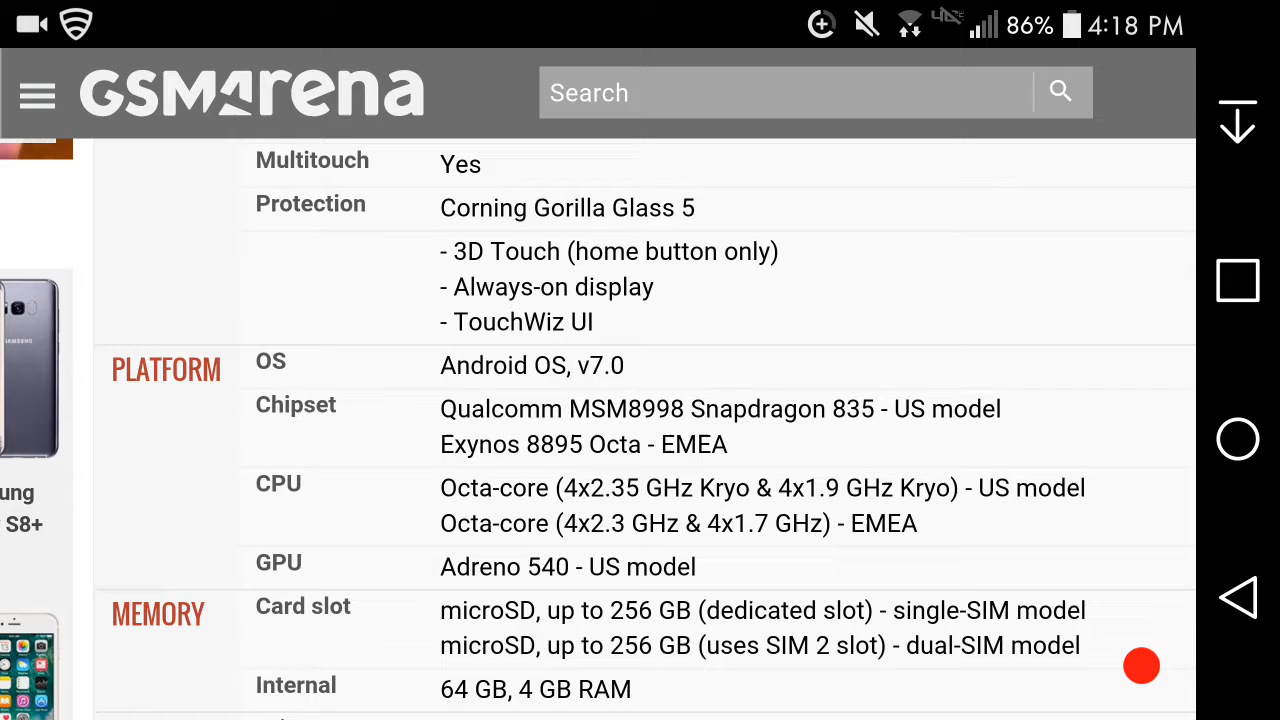 86% 4:18 PM
GSMArena
Search
Multitouch Yes
Protection Corning Gorilla Glass 5
- 3D Touch (home button only)
- Always-on display
- TouchWiz UI
PLATFORM OS Android OS, v7.0
Chipset Qualcomm MSM8998 Snapdragon 835 - US model
Exynos 8895 Octa - EMEA
CPU Octa-core (4x2.35 GHz Kryo & 4x1.9 GHz Kryo) - US model
Octa-core (4x2.3 GHz & 4x1.7 GHz) - EMEA
GPU Adreno 540 - US model
MEMORY Card slot microSD, up to 256 GB (dedicated slot) - single-SIM model
microSD, up to 256 GB (uses SIM 2 slot) - dual-SIM model
Internal 64 GB, 4 GB RAM
SAMSUNG
ung
S8+